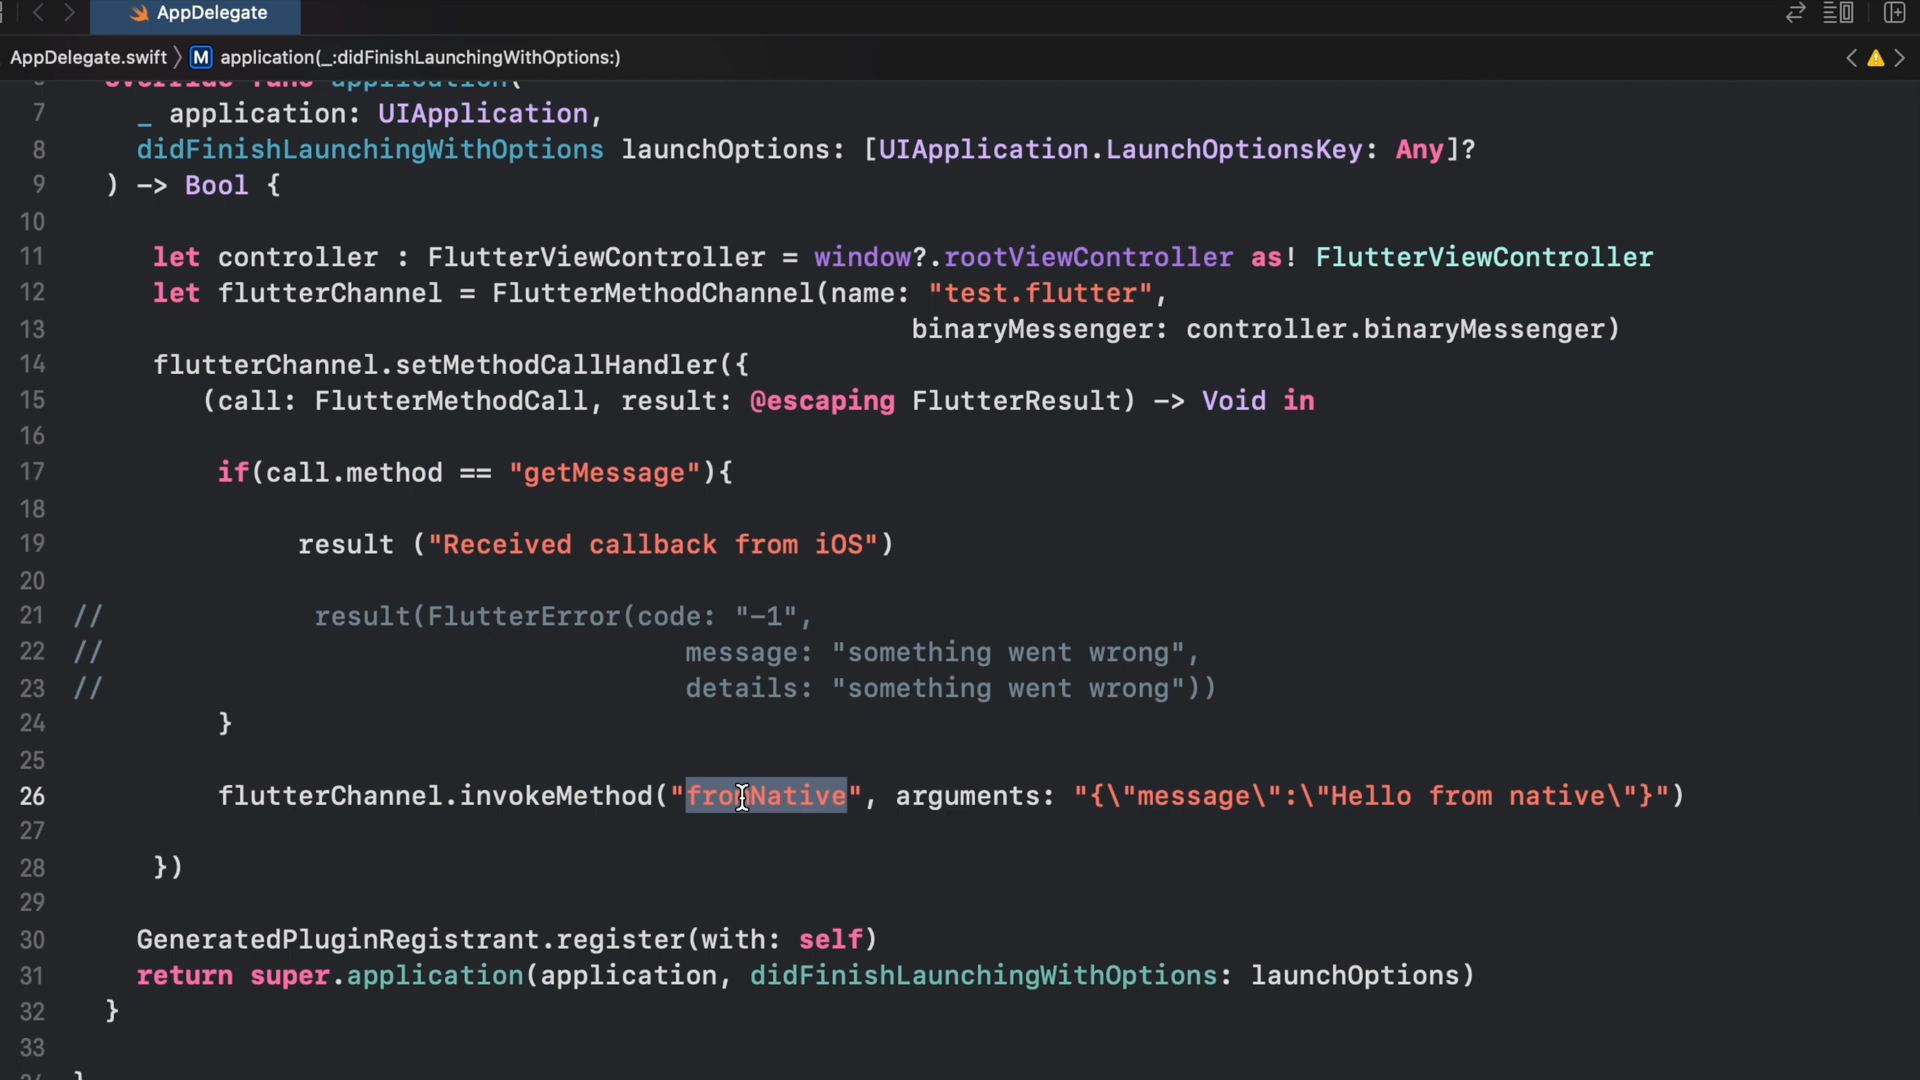 AppDelegate
AppDelegate.swift 〉 M application(_:didFinishLaunchingWithOptions:)
override func application(
7 _ application: UIApplication,
8 didFinishLaunchingWithOptions launchOptions: [UIApplication.LaunchOptionsKey: Any]?
9 ) -> Bool {
10
11 let controller : FlutterViewController = window?.rootViewController as! FlutterViewController
12 let flutterChannel = FlutterMethodChannel(name: "test.flutter",
13 binaryMessenger: controller.binaryMessenger)
14 flutterChannel.setMethodCallHandler({
15 (call: FlutterMethodCall, result: @escaping FlutterResult) -> Void in
16
17 if(call.method == "getMessage"){
18
19 result ("Received callback from iOS")
20
21 // result(FlutterError(code: "-1",
22 // message: "something went wrong",
23 // details: "something went wrong"))
24 }
25
26 flutterChannel.invokeMethod("fromNative", arguments: "{\"message\":\"Hello from native\"}")
27
28 })
29
30 GeneratedPluginRegistrant.register(with: self)
31 return super.application(application, didFinishLaunchingWithOptions: launchOptions)
32 }
33